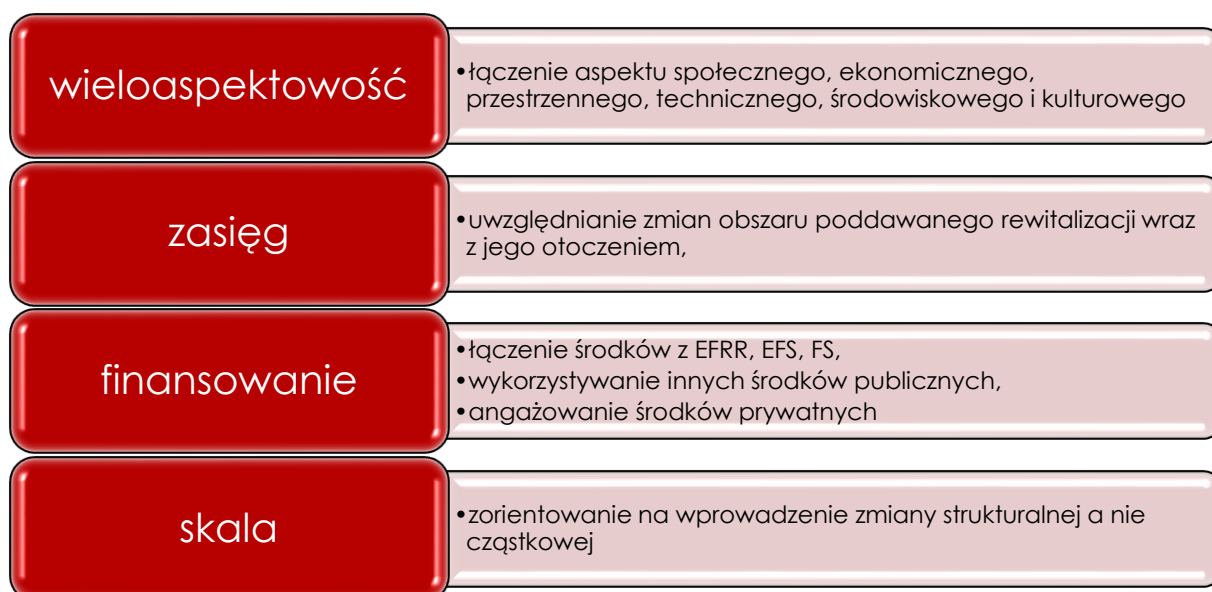 wieloaspektowość
•łączenie aspektu społecznego, ekonomicznego,
przestrzennego, technicznego, środowiskowego i kulturowego
zasięg
•uwzględnianie zmian obszaru poddawanego rewitalizacji wraz
z jego otoczeniem,
finansowanie
•łączenie środków z EFRR, EFS, FS,
•wykorzystywanie innych środków publicznych,
•angażowanie środków prywatnych
skala
•zorientowanie na wprowadzenie zmiany strukturalnej a nie
cząstkowej